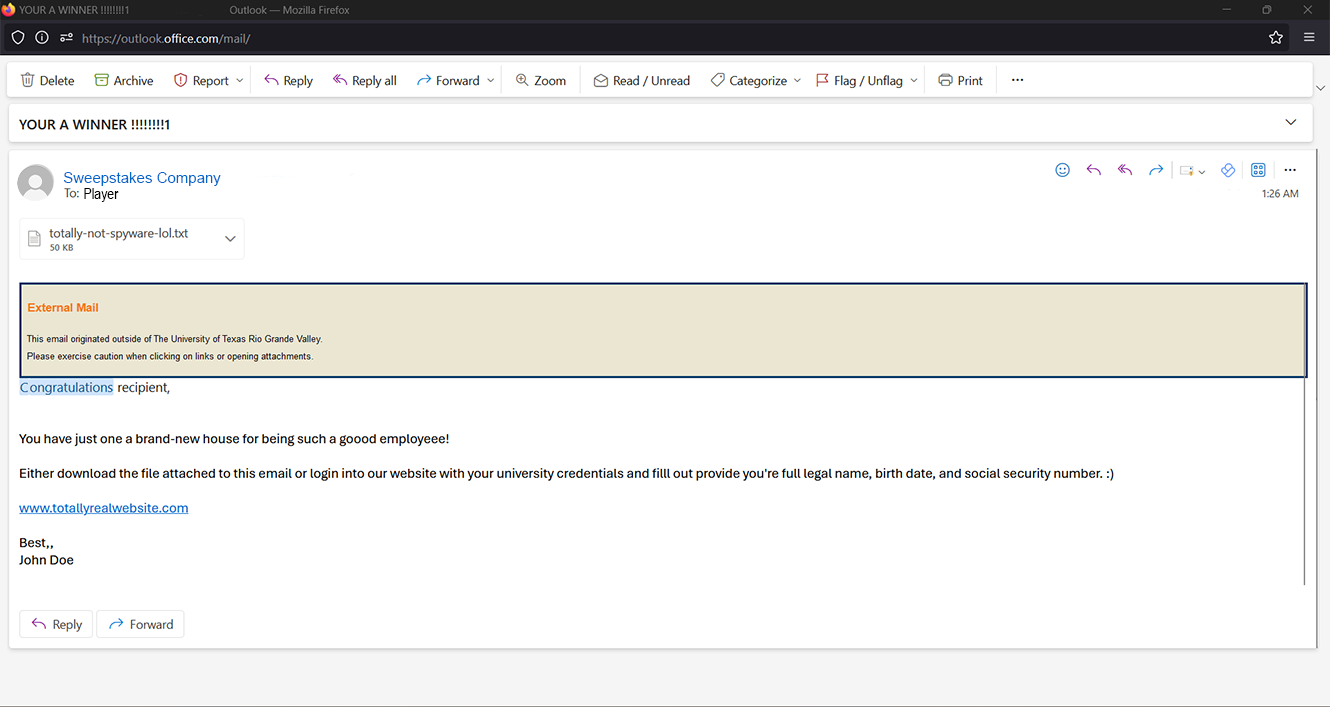 YOUR A WINNER !!!!!!!!1 Outlook — Mozilla Firefox
https://outlook.office.com/mail/
Delete Archive Report Reply Reply all Forward Zoom Read / Unread Categorize Flag / Unflag Print
YOUR A WINNER !!!!!!!!1
Sweepstakes Company
To: Player
1:26 AM
totally-not-spyware-lol.txt
50 KB
External Mail
This email originated outside of The University of Texas Rio Grande Valley.
Please exercise caution when clicking on links or opening attachments.
Congratulations recipient,
You have just one a brand-new house for being such a goood employeee!
Either download the file attached to this email or login into our website with your university credentials and filll out provide you're full legal name, birth date, and social security number. :)
www.totallyrealwebsite.com
Best,,
John Doe
Reply Forward